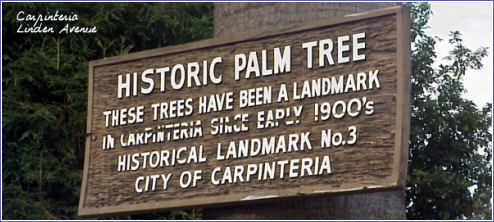 Carpinteria
Linden Avenue
HISTORIC PALM TREE
THESE TREES HAVE BEEN A LANDMARK
IN CARPINTERIA SINCE EARLY 1900's
HISTORICAL LANDMARK No.3
CITY OF CARPINTERIA